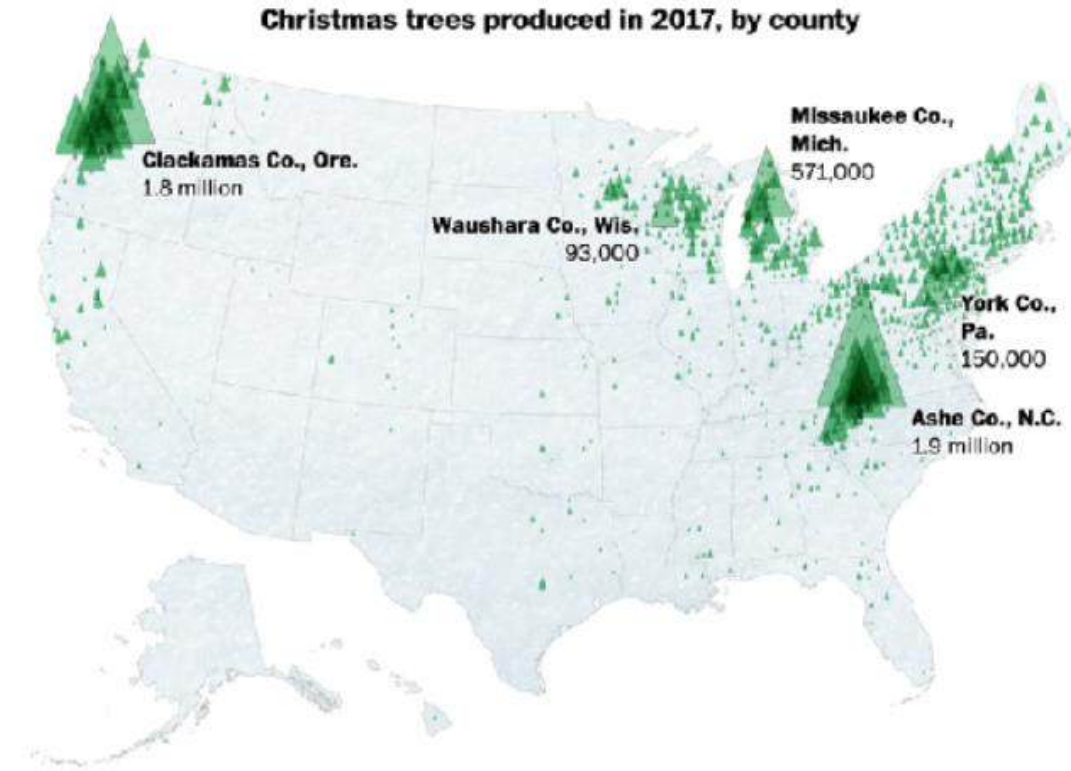 Christmas trees produced in 2017, by county
Missaukee Co.,
Mich.
571,000
Clackamas Co., Ore.
1.8 million
Waushara Co., Wis.
93,000
York Co.,
Pa.
150,000
Ashe Co., N.C.
1.9 million